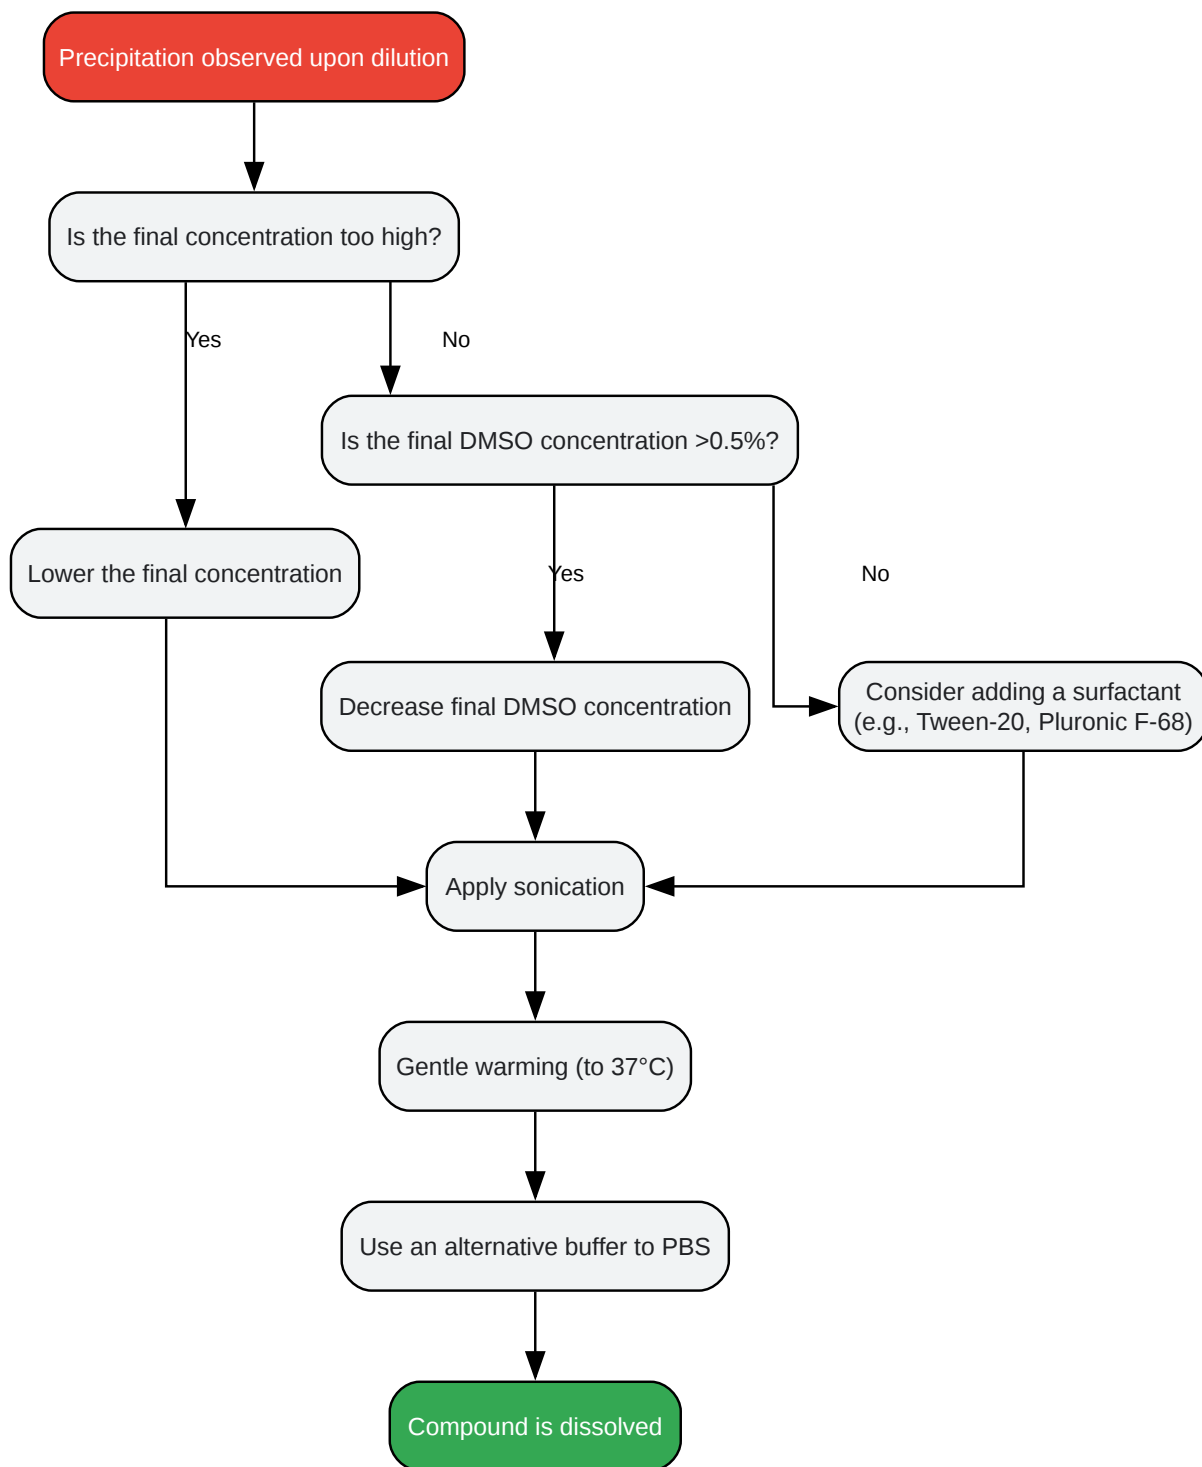 Precipitation observed upon dilution
Is the final concentration too high?
Yes
No
Is the final DMSO concentration >0.5%?
Lower the final concentration
Yes
No
Decrease final DMSO concentration
Consider adding a surfactant
(e.g., Tween-20, Pluronic F-68)
Apply sonication
Gentle warming (to 37°C)
Use an alternative buffer to PBS
Compound is dissolved